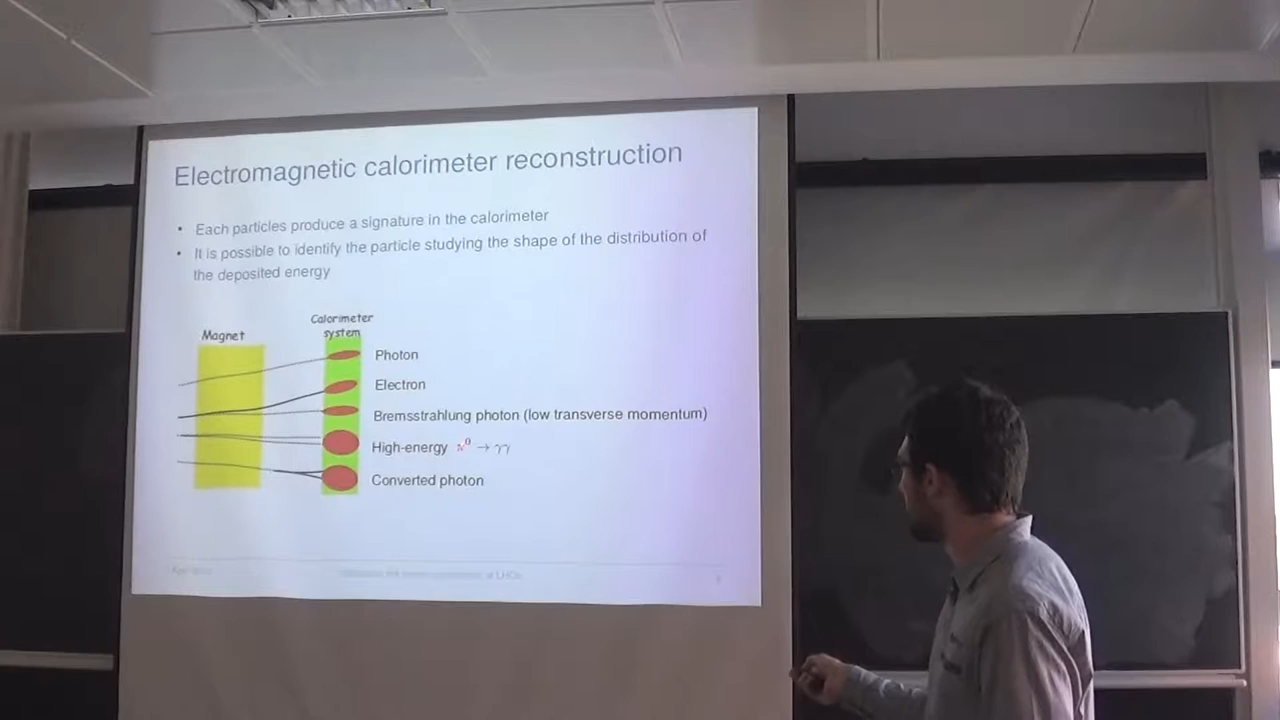 Electromagnetic calorimeter reconstruction
• Each particles produce a signature in the calorimeter
• It is possible to identify the particle studying the shape of the distribution of
the deposited energy
Magnet
Calorimeter
system
Photon
Electron
Bremsstrahlung photon (low transverse momentum)
High-energy π⁰ → γγ
Converted photon
at LHCb